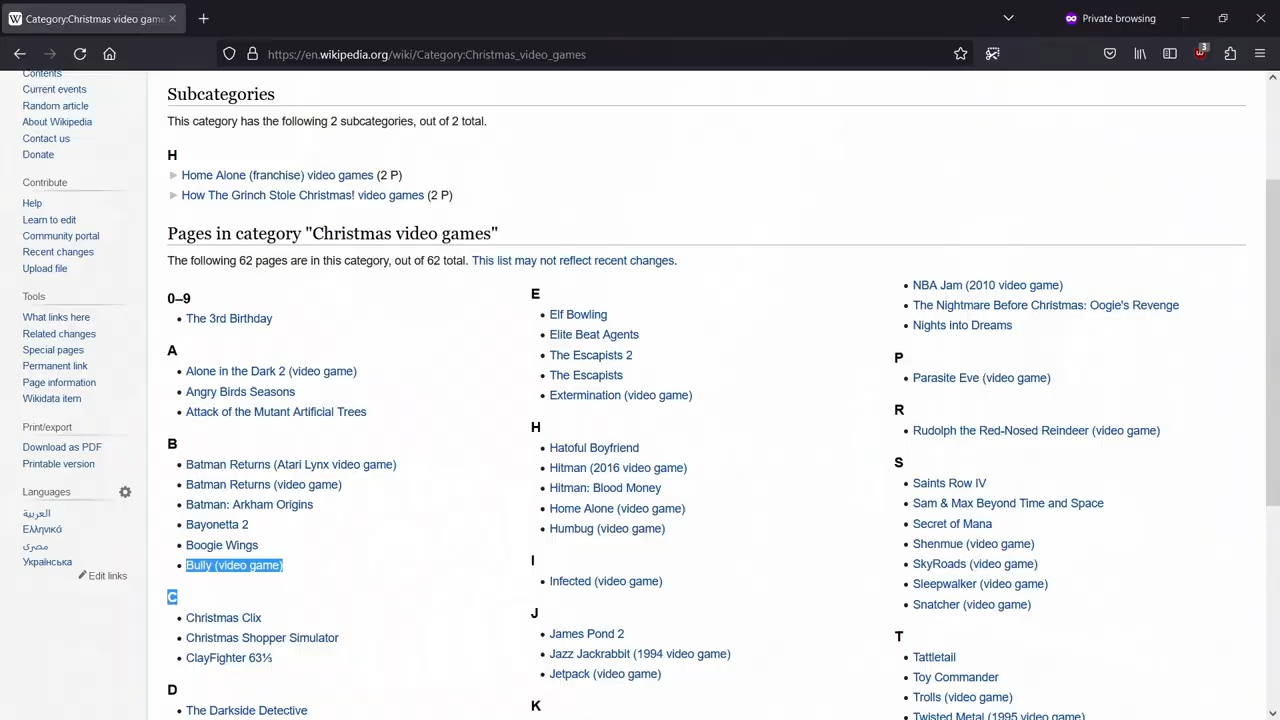 Category:Christmas video game
Private browsing
https://en.wikipedia.org/wiki/Category:Christmas_video_games
3
Contents
Current events
Random article
About Wikipedia
Contact us
Donate
Contribute
Help
Learn to edit
Community portal
Recent changes
Upload file
Tools
What links here
Related changes
Special pages
Permanent link
Page information
Wikidata item
Print/export
Download as PDF
Printable version
Languages
العربية
Ελληνικά
مصرى
Українська
Edit links
Subcategories
This category has the following 2 subcategories, out of 2 total.
H
Home Alone (franchise) video games (2 P)
How The Grinch Stole Christmas! video games (2 P)
Pages in category "Christmas video games"
The following 62 pages are in this category, out of 62 total. This list may not reflect recent changes.
0–9
The 3rd Birthday
A
Alone in the Dark 2 (video game)
Angry Birds Seasons
Attack of the Mutant Artificial Trees
B
Batman Returns (Atari Lynx video game)
Batman Returns (video game)
Batman: Arkham Origins
Bayonetta 2
Boogie Wings
Bully (video game)
C
Christmas Clix
Christmas Shopper Simulator
ClayFighter 63⅓
D
The Darkside Detective
E
Elf Bowling
Elite Beat Agents
The Escapists 2
The Escapists
Extermination (video game)
H
Hatoful Boyfriend
Hitman (2016 video game)
Hitman: Blood Money
Home Alone (video game)
Humbug (video game)
I
Infected (video game)
J
James Pond 2
Jazz Jackrabbit (1994 video game)
Jetpack (video game)
K
NBA Jam (2010 video game)
The Nightmare Before Christmas: Oogie's Revenge
Nights into Dreams
P
Parasite Eve (video game)
R
Rudolph the Red-Nosed Reindeer (video game)
S
Saints Row IV
Sam & Max Beyond Time and Space
Secret of Mana
Shenmue (video game)
SkyRoads (video game)
Sleepwalker (video game)
Snatcher (video game)
T
Tattletail
Toy Commander
Trolls (video game)
Twisted Metal (1995 video game)